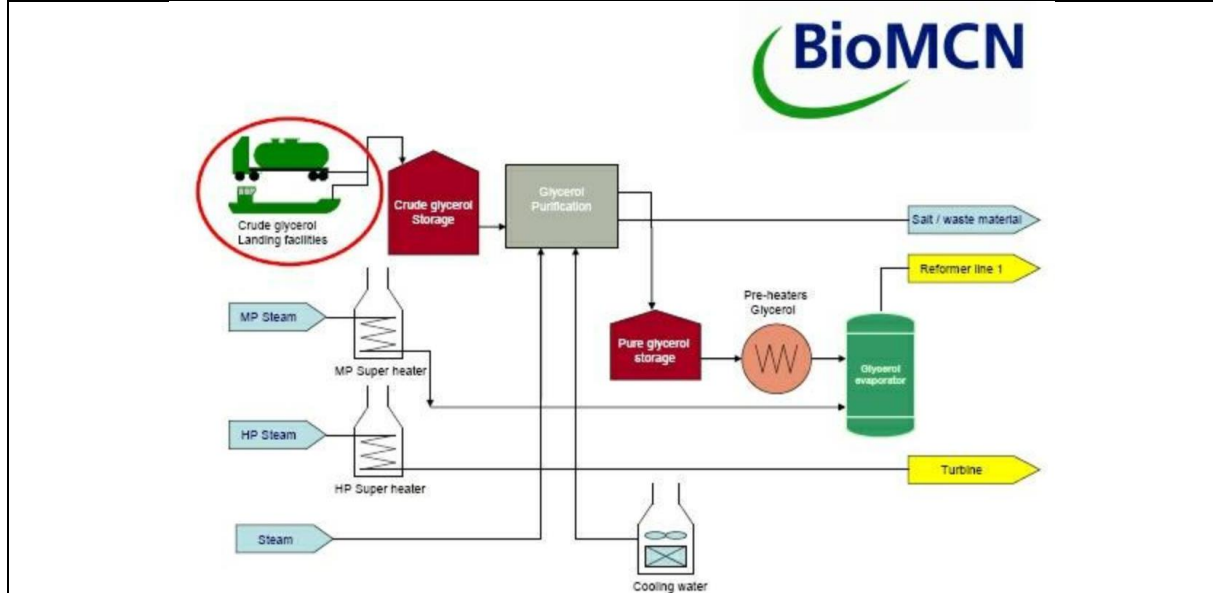 BioMCN
Crude glycerol
Landing facilities
Crude glycerol
Storage
Glycerol
Purification
Salt / waste material
Reformer line 1
Pre-heaters
Glycerol
MP Steam
Pure glycerol
storage
Glycerol
evaporator
MP Super heater
HP Steam
Turbine
HP Super heater
Steam
Cooling water